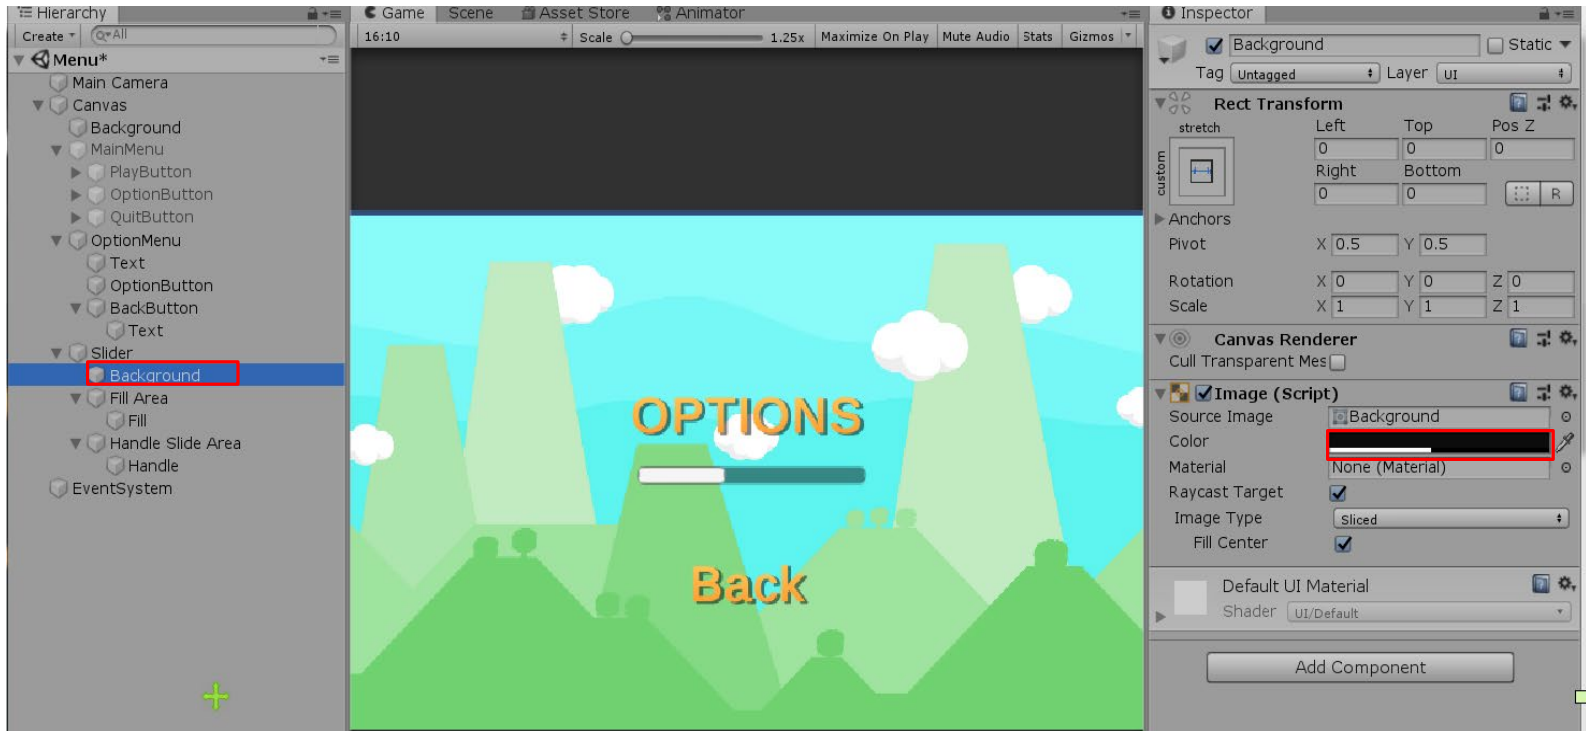 Hierarchy
Create
All
Menu*
Main Camera
Canvas
Background
MainMenu
PlayButton
OptionButton
QuitButton
OptionMenu
Text
OptionButton
BackButton
Text
Slider
Background
Fill Area
Fill
Handle Slide Area
Handle
EventSystem
Game Scene Asset Store Animator
16:10 Scale 1.25x Maximize On Play Mute Audio Stats Gizmos
OPTIONS
Back
Inspector
Background Static
Tag Untagged Layer UI
Rect Transform
stretch Left Top Pos Z
custom 0 0 0
Right Bottom
0 0 R
Anchors
Pivot X 0.5 Y 0.5
Rotation X 0 Y 0 Z 0
Scale X 1 Y 1 Z 1
Canvas Renderer
Cull Transparent Mes
Image (Script)
Source Image Background
Color
Material None (Material)
Raycast Target
Image Type Sliced
Fill Center
Default UI Material
Shader UI/Default
Add Component